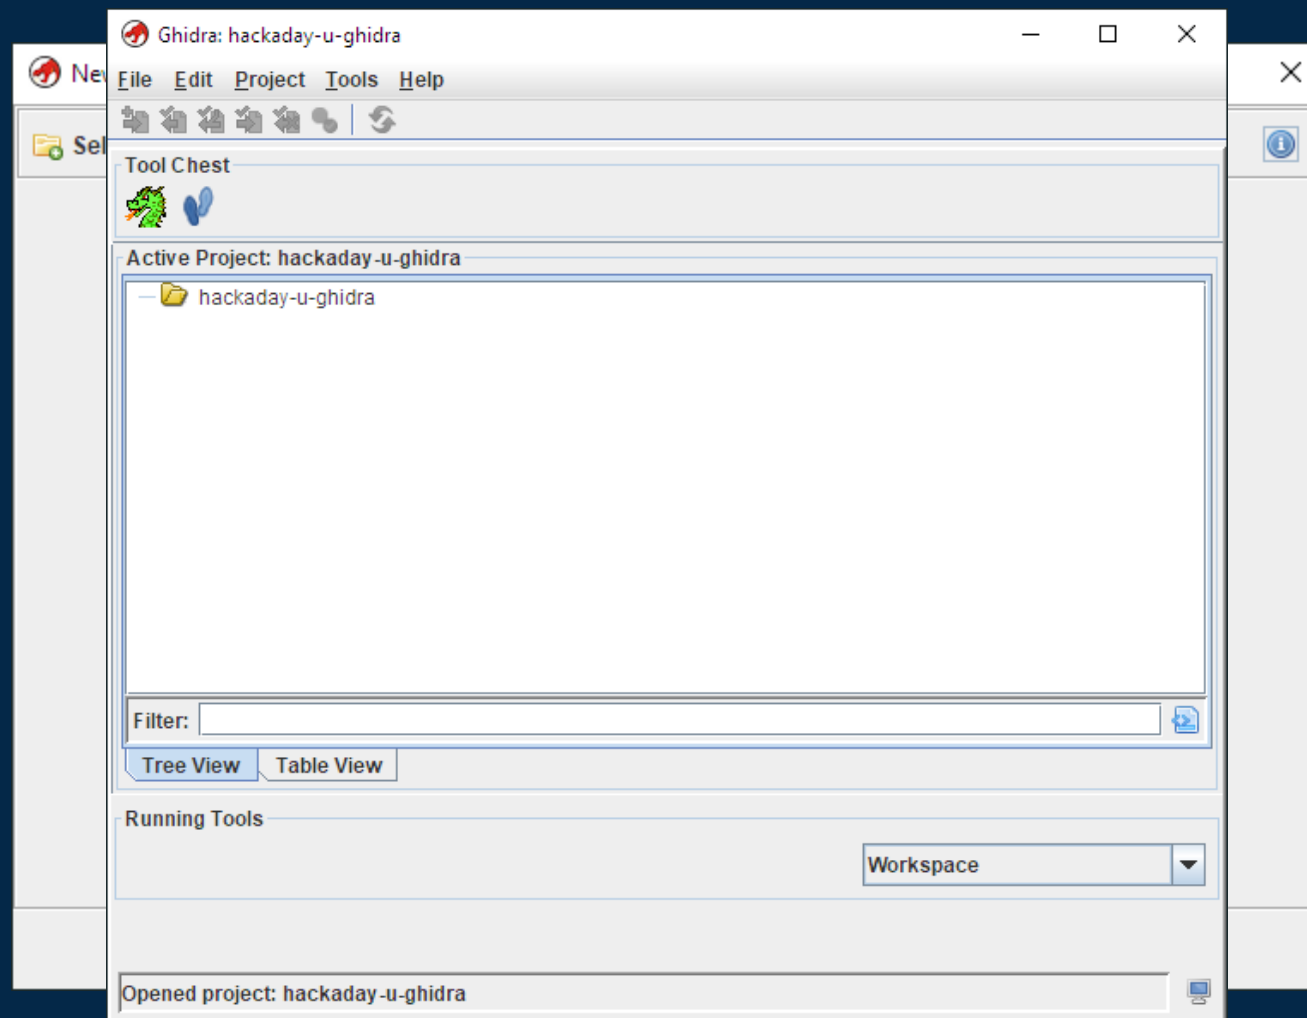 Ghidra: hackaday-u-ghidra
Ne
File Edit Project Tools Help
Sel
Tool Chest
Active Project: hackaday-u-ghidra
hackaday-u-ghidra
Filter:
Tree View Table View
Running Tools
Workspace
Opened project: hackaday-u-ghidra